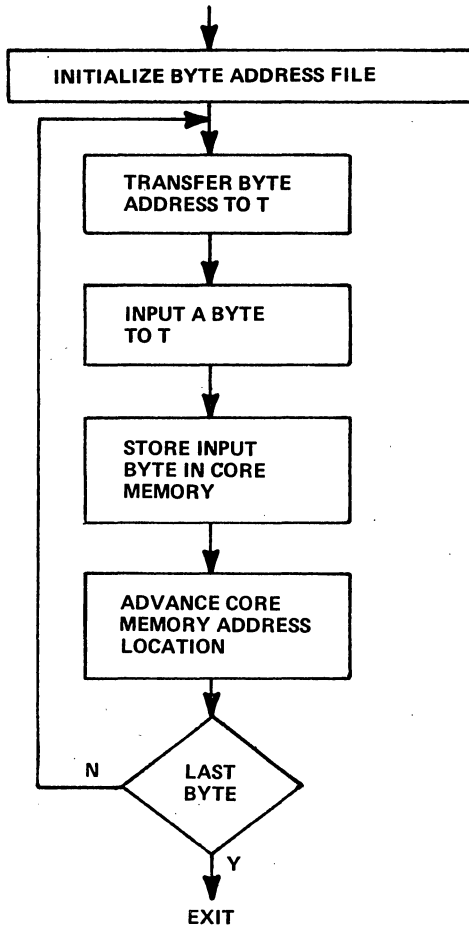 INITIALIZE BYTE ADDRESS FILE
TRANSFER BYTE
ADDRESS TO T
INPUT A BYTE
TO T
STORE INPUT
BYTE IN CORE
MEMORY
ADVANCE CORE
MEMORY ADDRESS
LOCATION
N
LAST
BYTE
Y
EXIT